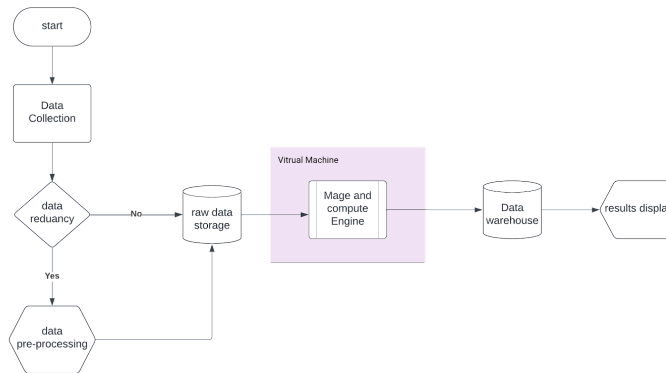 start
Data
Collection
data
reduancy
No
Yes
data
pre-processing
raw data
storage
Vitrual Machine
Mage and
compute
Engine
Data
warehouse
results displa